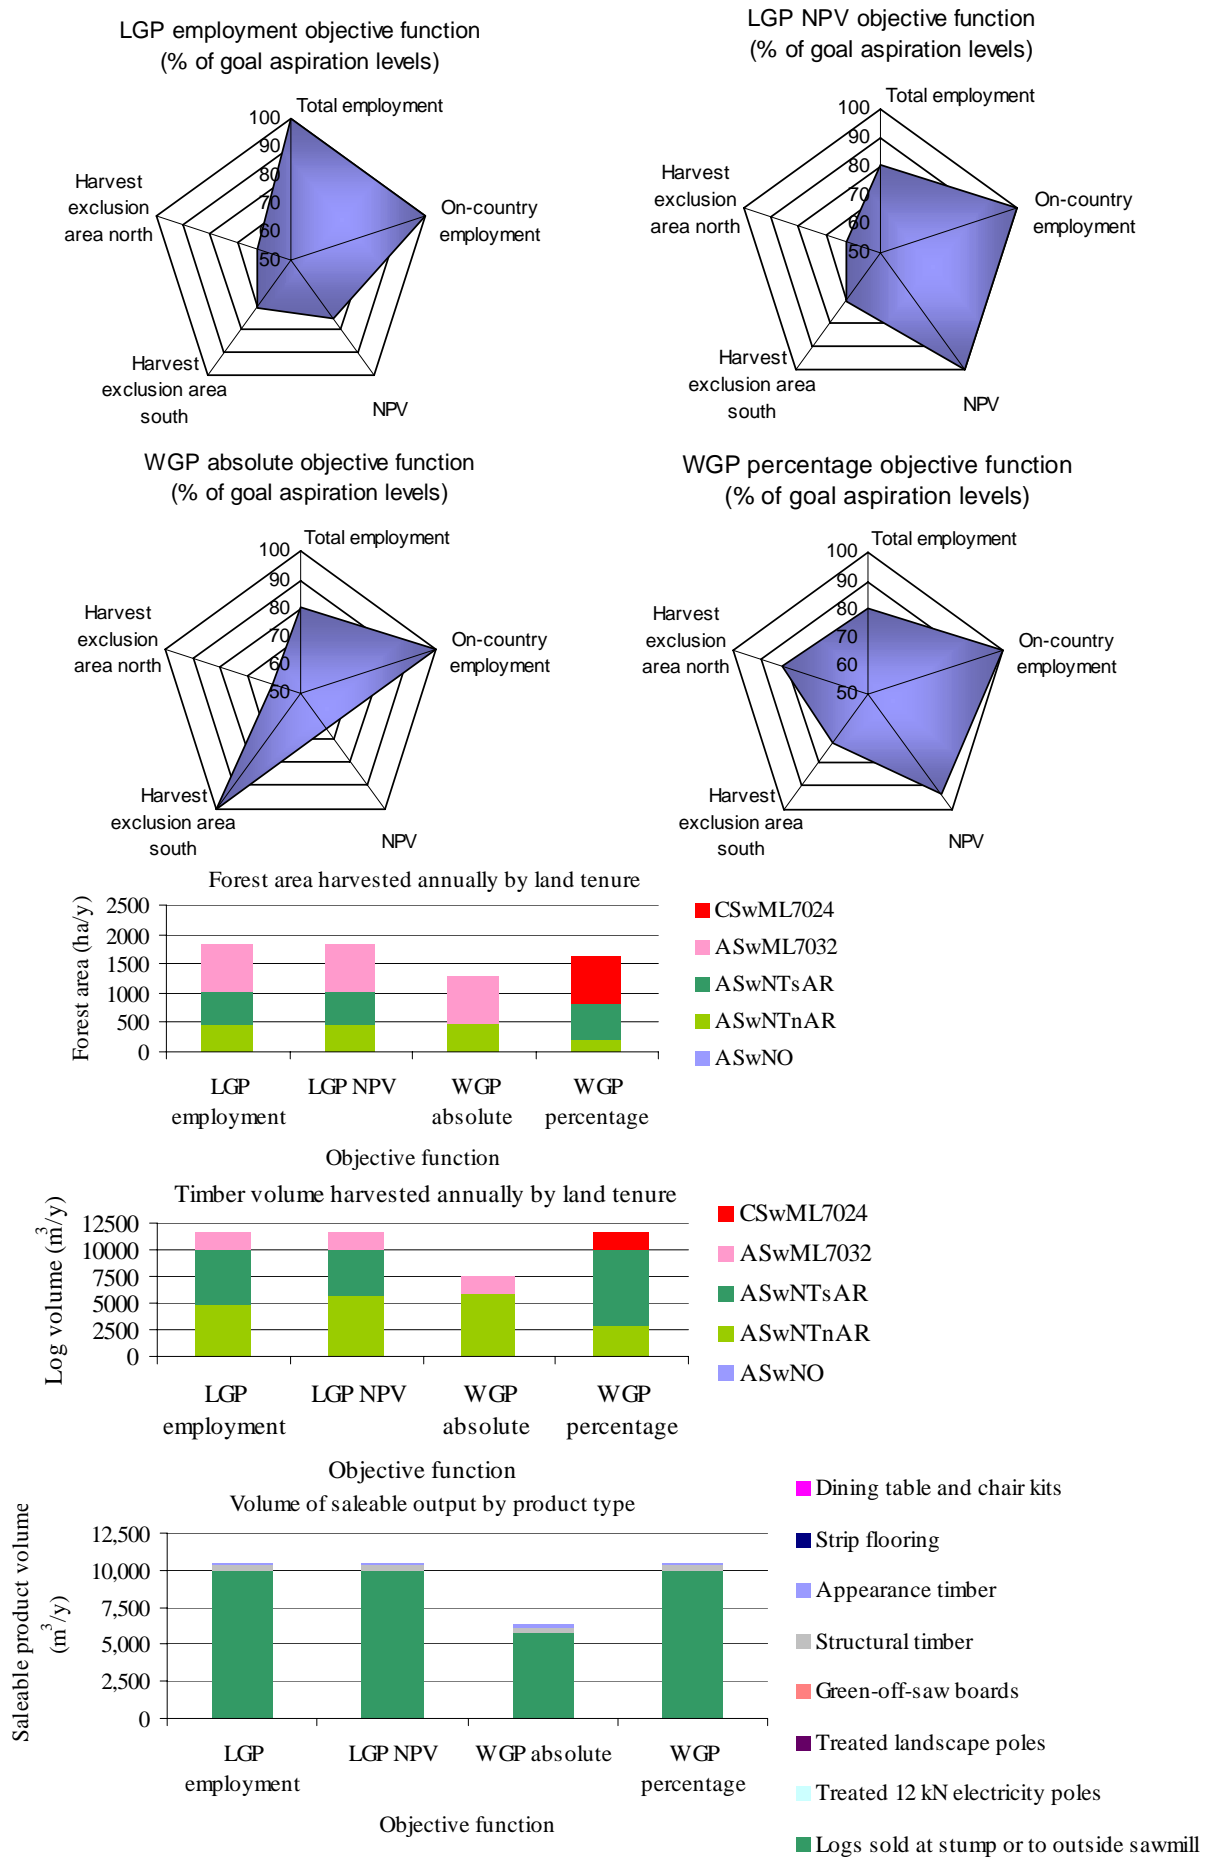 LGP employment objective function
(% of goal aspiration levels)
Total employment
100
90
80
70
60
50
On-country
employment
NPV
Harvest
exclusion area
south
Harvest
exclusion
area north
LGP NPV objective function
(% of goal aspiration levels)
Total employment
100
90
80
70
60
50
On-country
employment
NPV
Harvest
exclusion area
south
Harvest
exclusion
area north
WGP absolute objective function
(% of goal aspiration levels)
Total employment
100
90
80
70
60
50
On-country
employment
NPV
Harvest
exclusion area
south
Harvest
exclusion
area north
WGP percentage objective function
(% of goal aspiration levels)
Total employment
100
90
80
70
60
50
On-country
employment
NPV
Harvest
exclusion area
south
Harvest
exclusion
area north
Forest area harvested annually by land tenure
Forest area (ha/y)
2500
2000
1500
1000
500
0
LGP
employment
LGP NPV
WGP
absolute
WGP
percentage
Objective function
CSwML7024
ASwML7032
ASwNTsAR
ASwNTnAR
ASwNO
Timber volume harvested annually by land tenure
Log volume (m³/y)
12500
10000
7500
5000
2500
0
LGP
employment
LGP NPV
WGP
absolute
WGP
percentage
Objective function
CSwML7024
ASwML7032
ASwNTsAR
ASwNTnAR
ASwNO
Volume of saleable output by product type
Saleable product volume
(m³/y)
12,500
10,000
7,500
5,000
2,500
0
LGP
employment
LGP NPV
WGP absolute
WGP
percentage
Objective function
Dining table and chair kits
Strip flooring
Appearance timber
Structural timber
Green-off-saw boards
Treated landscape poles
Treated 12 kN electricity poles
Logs sold at stump or to outside sawmill